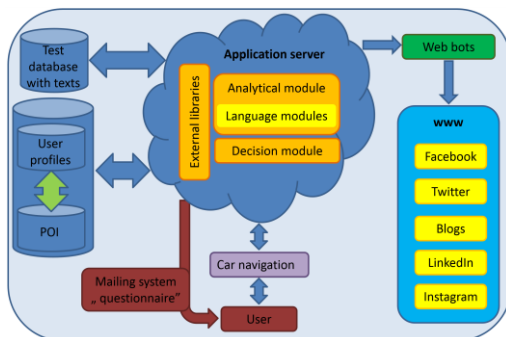 Test
database
with texts
User
profiles
POI
Application server
External libraries
Analytical module
Language modules
Decision module
Car navigation
Mailing system
„ questionnaire”
User
Web bots
www
Facebook
Twitter
Blogs
LinkedIn
Instagram